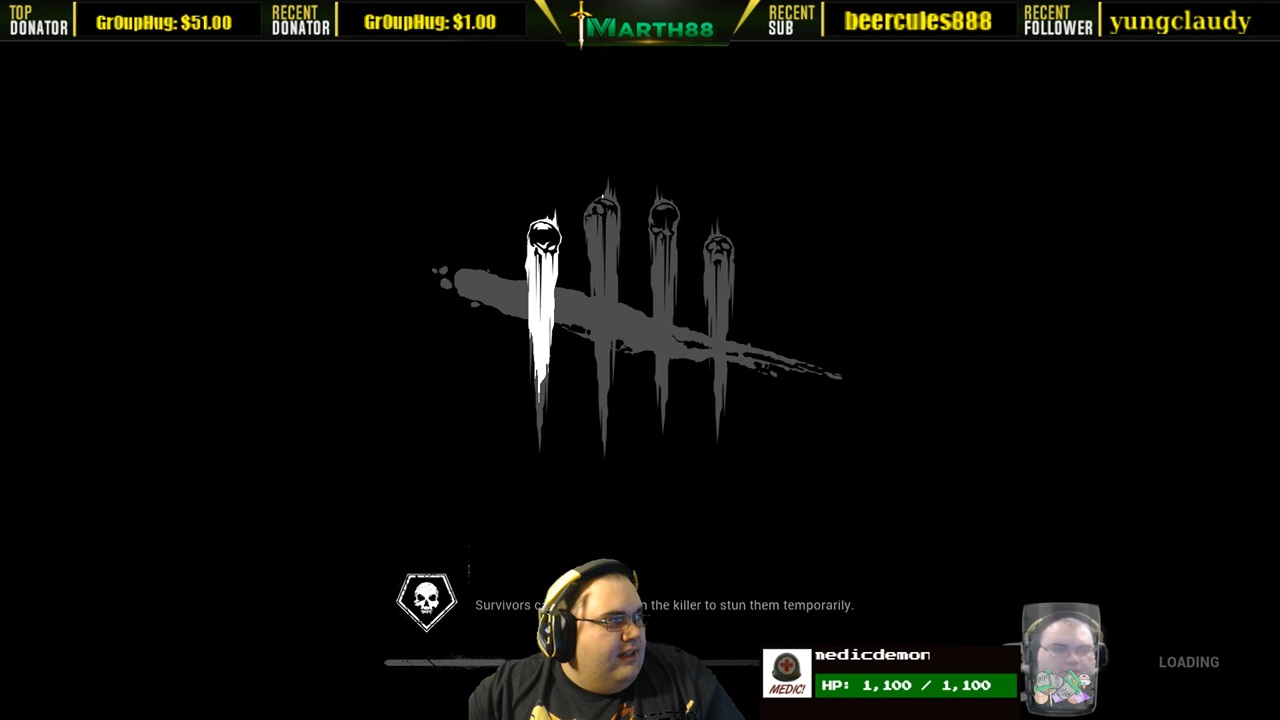 TOP DONATOR
Gr0upHug: $51.00
RECENT DONATOR
Gr0upHug: $1.00
MARTH88
RECENT SUB
beercules888
RECENT FOLLOWER
yungclaudy
Survivors c the killer to stun them temporarily.
medicdemon
MEDIC!
HP: 1,100 / 1,100
LOADING